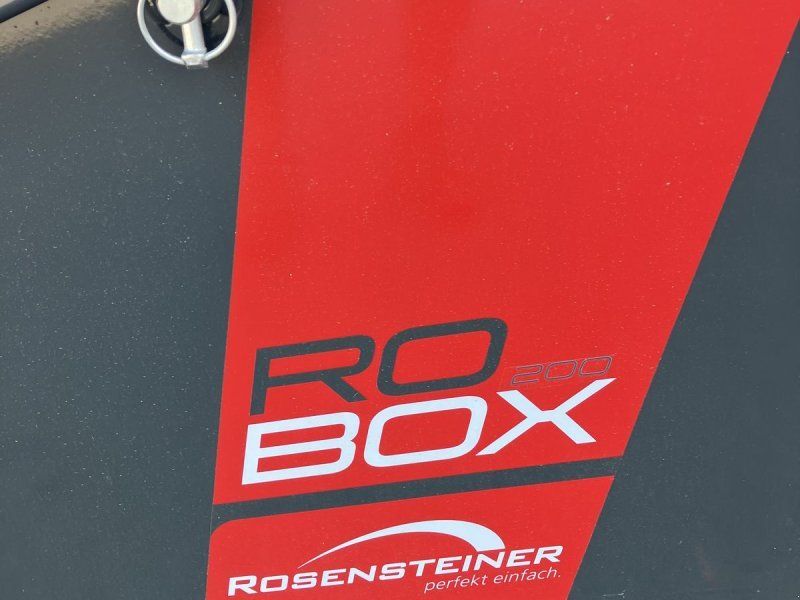 RO
200
BOX
ROSENSTEINER
perfekt einfach.